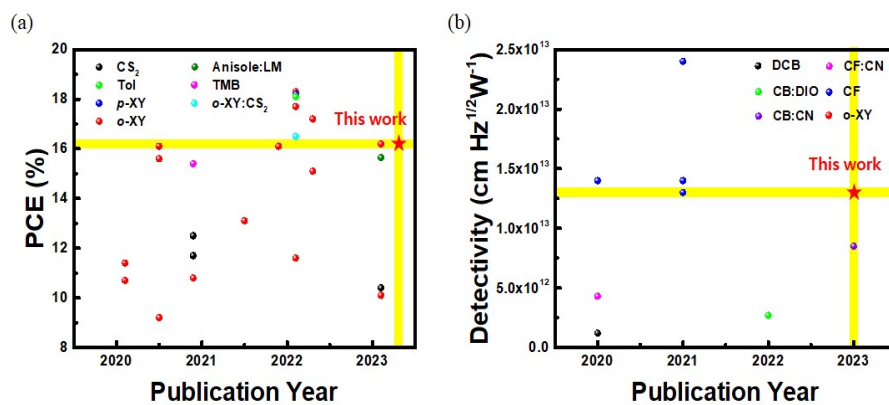 (a)
20
18
16
14
12
10
8
PCE (%)
CS2
Tol
p-XY
o-XY
Anisole:LM
TMB
o-XY:CS2
This work
2020 2021 2022 2023
Publication Year
(b)
2.5x10^13
2.0x10^13
1.5x10^13
1.0x10^13
5.0x10^12
0.0
Detectivity (cm Hz^1/2W^-1)
DCB
CB:DIO
CB:CN
CF:CN
CF
o-XY
This work
2020 2021 2022 2023
Publication Year